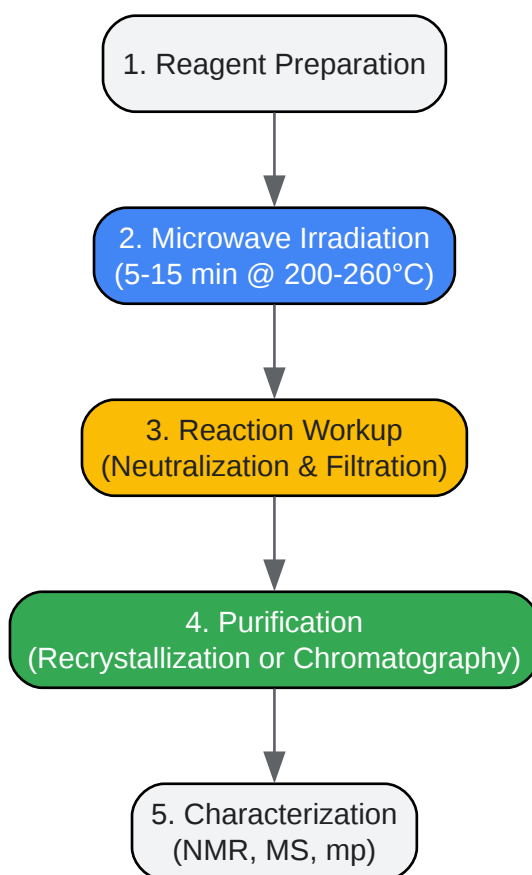 1. Reagent Preparation
2. Microwave Irradiation
(5-15 min @ 200-260°C)
3. Reaction Workup
(Neutralization & Filtration)
4. Purification
(Recrystallization or Chromatography)
5. Characterization
(NMR, MS, mp)